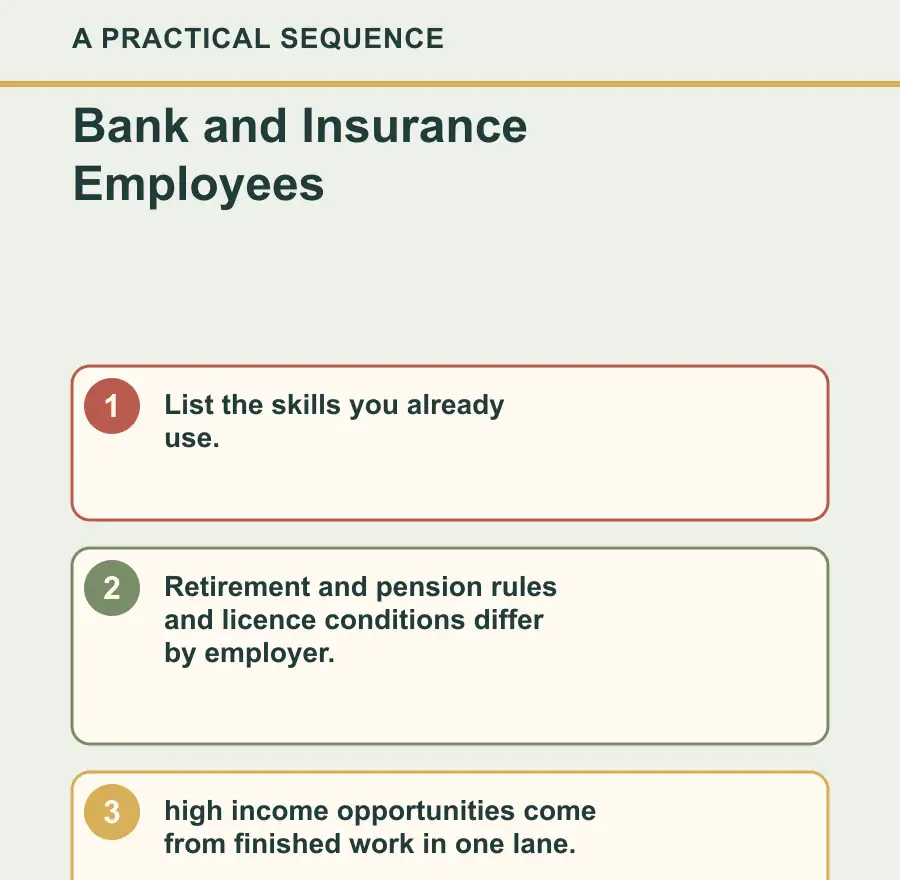 A PRACTICAL SEQUENCE
Bank and Insurance
Employees
1
List the skills you already
use.
2
Retirement and pension rules
and licence conditions differ
by employer.
3
high income opportunities come
from finished work in one lane.